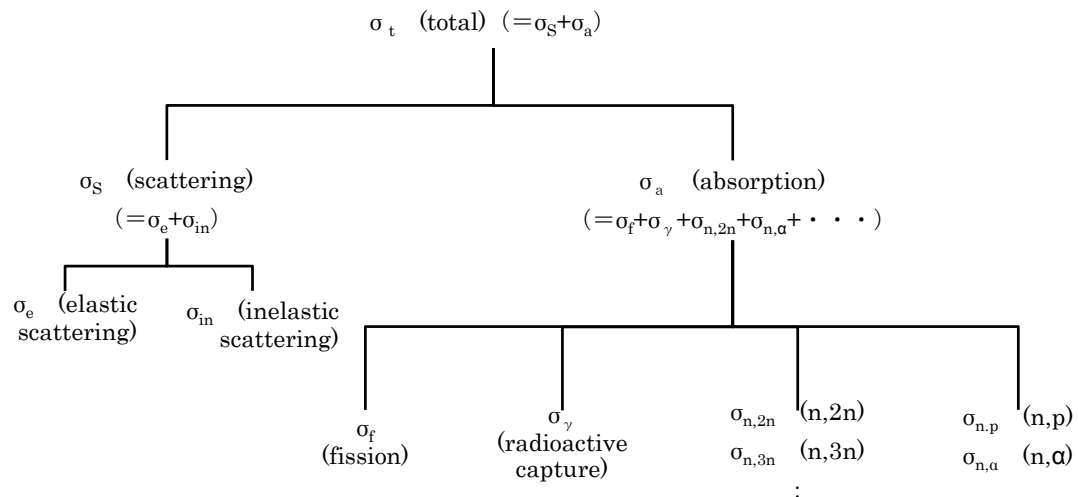 σt (total) (=σS+σa)
σS (scattering)
(=σe+σin)
σa (absorption)
(=σf+σγ+σn,2n+σn,α+・・・)
σe (elastic
scattering)
σin (inelastic
scattering)
σf
(fission)
σγ
(radioactive
capture)
σn,2n (n,2n)
σn,3n (n,3n)
:
σn.p (n,p)
σn,α (n,α)